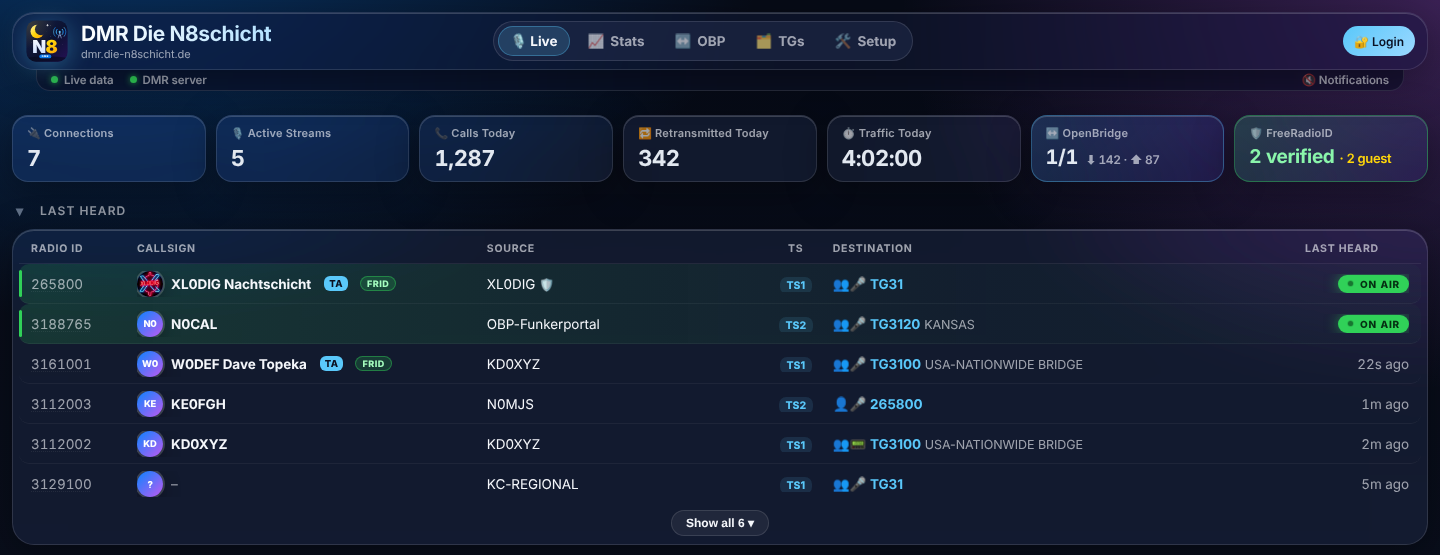 N8 DMR Die N8schicht
dmr.die-n8schicht.de
Live Stats OBP TGs Setup
Login
Live data DMR server Notifications
Connections Active Streams Calls Today Retransmitted Today Traffic Today OpenBridge FreeRadioID
7 5 1,287 342 4:02:00 1/1 ⬇ 142 · ⬆ 87 2 verified · 2 guest
▼ LAST HEARD
RADIO ID CALLSIGN SOURCE TS DESTINATION LAST HEARD
265800 XL0DIG Nachtschicht TA FRID XL0DIG TS1 TG31 ON AIR
3188765 N0 N0CAL OBP-Funkerportal TS2 TG3120 KANSAS ON AIR
3161001 W0 W0DEF Dave Topeka TA FRID KD0XYZ TS1 TG3100 USA-NATIONWIDE BRIDGE 22s ago
3112003 KE KE0FGH N0MJS TS2 265800 1m ago
3112002 KD KD0XYZ KD0XYZ TS1 TG3100 USA-NATIONWIDE BRIDGE 2m ago
3129100 ? – KC-REGIONAL TS1 TG31 5m ago
Show all 6 ▾